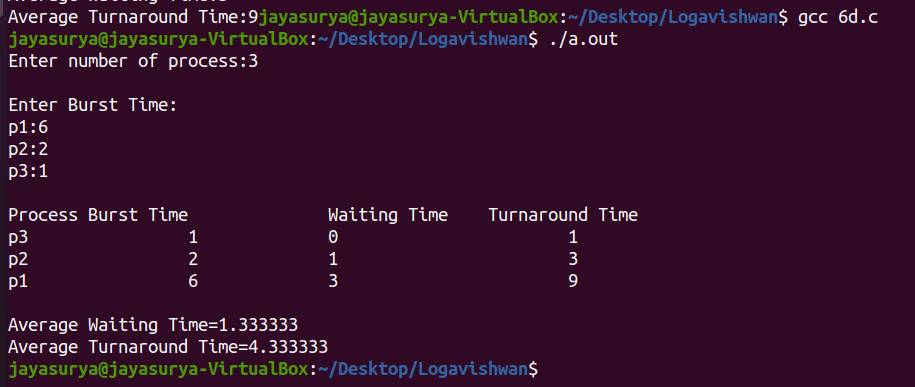 Average Turnaround Time:9jayasurya@jayasurya-VirtualBox:~/Desktop/Logavishwan$ gcc 6d.c
jayasurya@jayasurya-VirtualBox:~/Desktop/Logavishwan$ ./a.out
Enter number of process:3
Enter Burst Time:
p1:6
p2:2
p3:1
Process Burst Time Waiting Time Turnaround Time
p3 1 0 1
p2 2 1 3
p1 6 3 9
Average Waiting Time=1.333333
Average Turnaround Time=4.333333
jayasurya@jayasurya-VirtualBox:~/Desktop/Logavishwan$